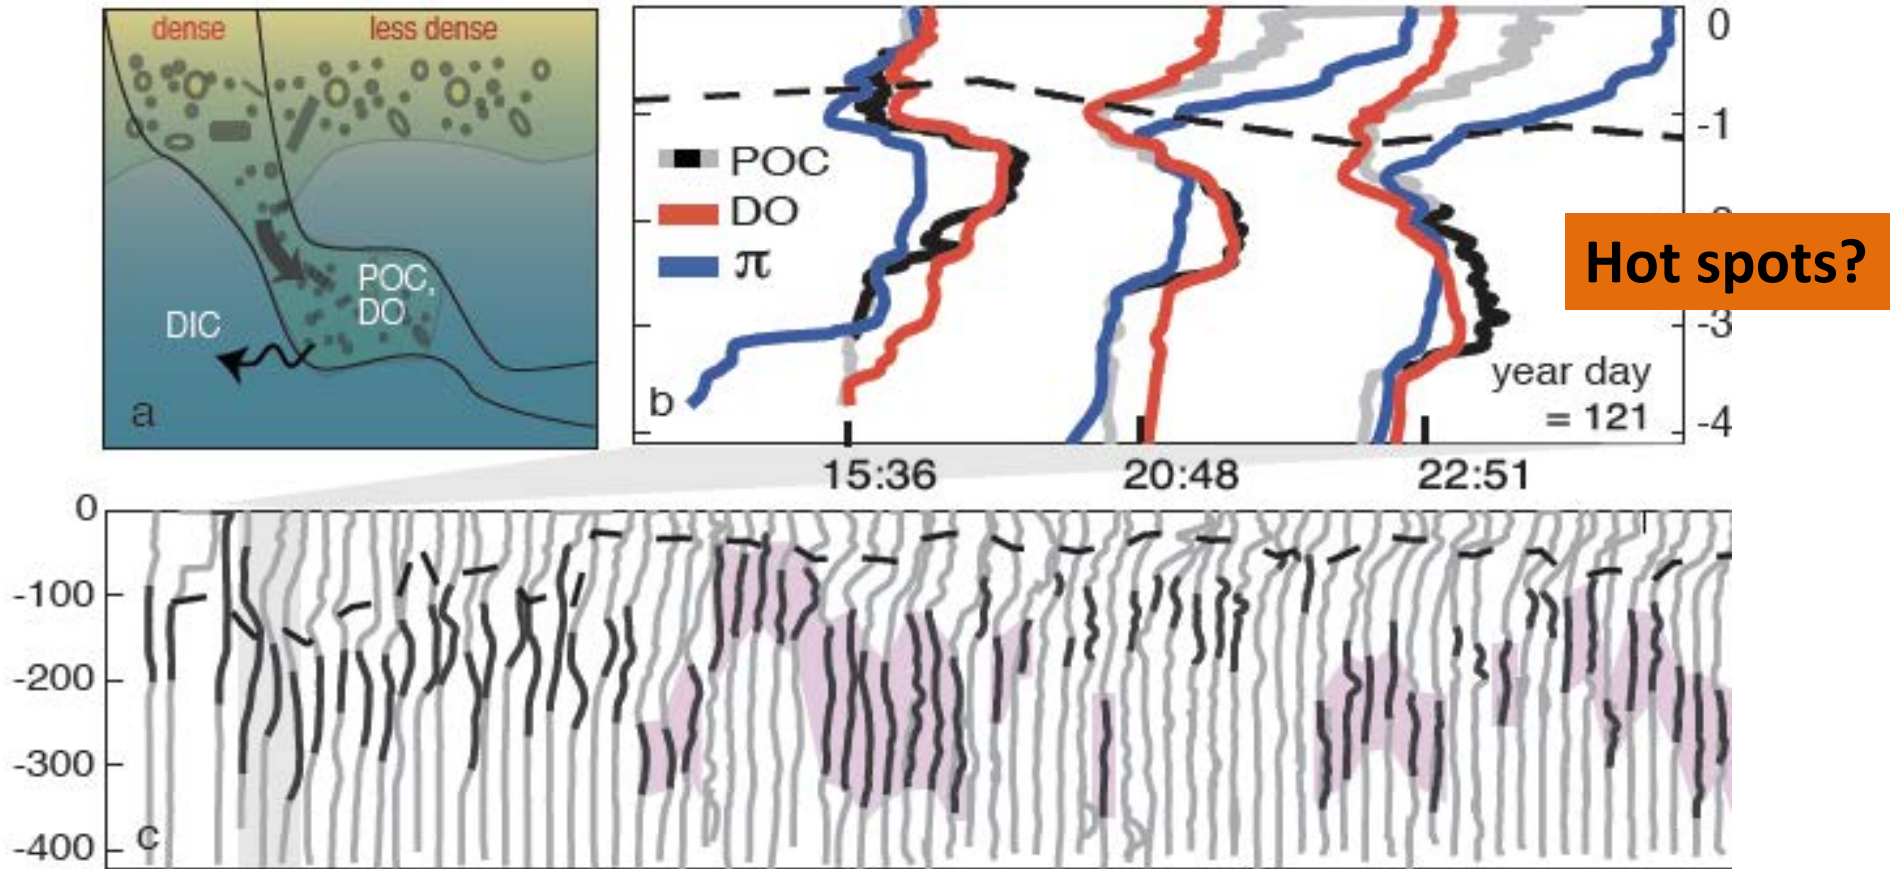 dense less dense
DIC
POC,
DO
a
POC
DO
π
b
year day
= 121
0
-1
-3
-4
15:36 20:48 22:51
Hot spots?
0
-100
-200
-300
-400
c